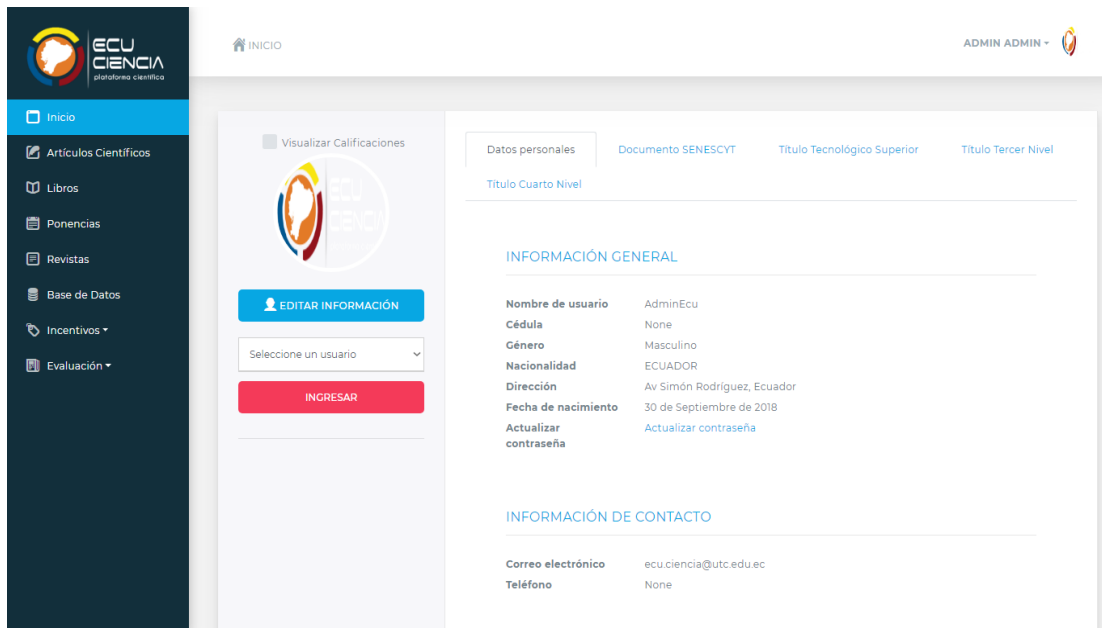 ECU
CIENCIA
plataforma científica
INICIO
ADMIN ADMIN
Inicio
Artículos Científicos
Libros
Ponencias
Revistas
Base de Datos
Incentivos
Evaluación
Visualizar Calificaciones
ECU
CIENCIA
EDITAR INFORMACIÓN
Seleccione un usuario
INGRESAR
Datos personales
Documento SENESCYT
Título Tecnológico Superior
Título Tercer Nivel
Título Cuarto Nivel
INFORMACIÓN GENERAL
Nombre de usuario AdminEcu
Cédula None
Género Masculino
Nacionalidad ECUADOR
Dirección Av Simón Rodríguez, Ecuador
Fecha de nacimiento 30 de Septiembre de 2018
Actualizar contraseña Actualizar contraseña
INFORMACIÓN DE CONTACTO
Correo electrónico ecu.ciencia@utc.edu.ec
Teléfono None